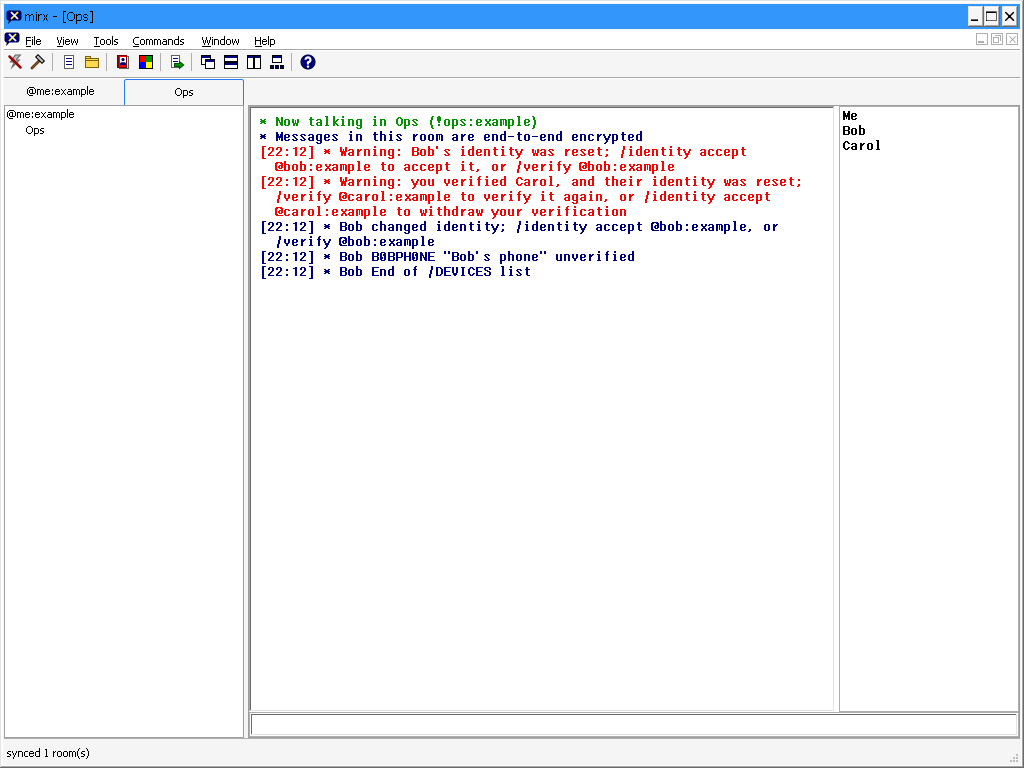 mirx - [Ops]
File View Tools Commands Window Help
@me:example Ops
@me:example
Ops
* Now talking in Ops (!ops:example)
* Messages in this room are end-to-end encrypted
[22:12] * Warning: Bob's identity was reset; /identity accept
@bob:example to accept it, or /verify @bob:example
[22:12] * Warning: you verified Carol, and their identity was reset;
/verify @carol:example to verify it again, or /identity accept
@carol:example to withdraw your verification
[22:12] * Bob changed identity; /identity accept @bob:example, or
/verify @bob:example
[22:12] * Bob B0BPH0NE "Bob's phone" unverified
[22:12] * Bob End of /DEVICES list
Me
Bob
Carol
synced 1 room(s)